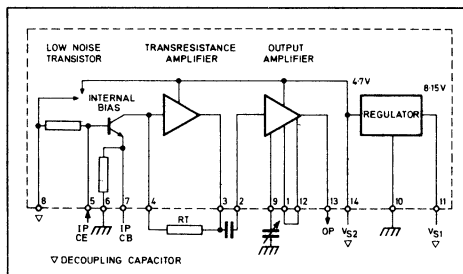 LOW NOISE TRANSISTOR
TRANSRESISTANCE AMPLIFIER
OUTPUT AMPLIFIER
INTERNAL BIAS
4·7V
8-15V
REGULATOR
8 5 6 7 4 3 2 9 1 12 13 14 10 11
IP CE
IP CB
RT
OP
VS2
VS1
▽ DECOUPLING CAPACITOR